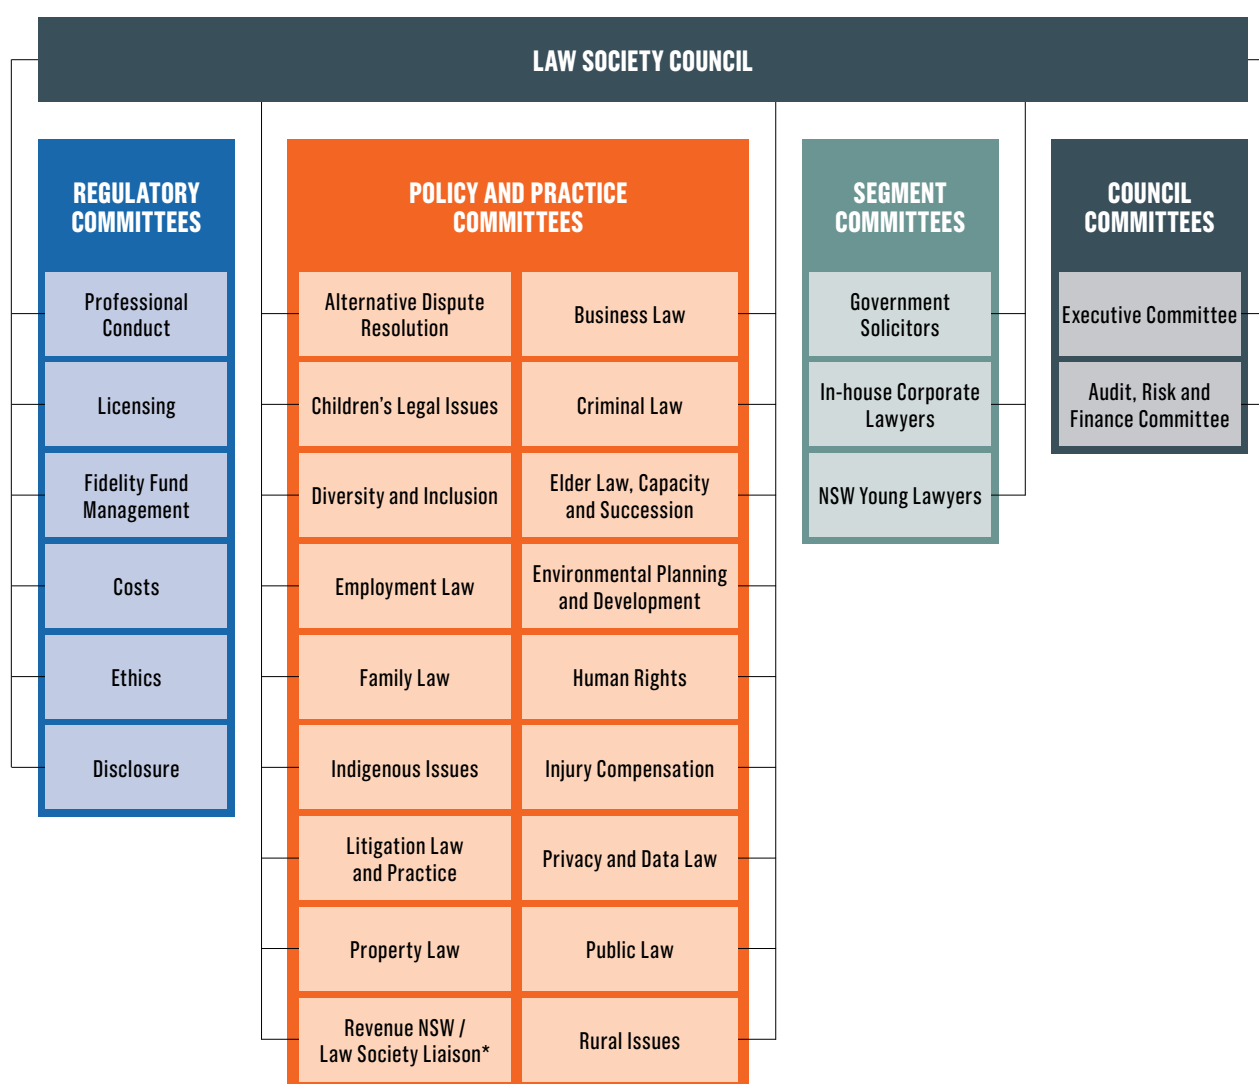 LAW SOCIETY COUNCIL
REGULATORY
COMMITTEES
Professional
Conduct
Licensing
Fidelity Fund
Management
Costs
Ethics
Disclosure
POLICY AND PRACTICE
COMMITTEES
Alternative Dispute
Resolution
Children's Legal Issues
Diversity and Inclusion
Employment Law
Family Law
Indigenous Issues
Litigation Law
and Practice
Property Law
Revenue NSW /
Law Society Liaison*
Business Law
Criminal Law
Elder Law, Capacity
and Succession
Environmental Planning
and Development
Human Rights
Injury Compensation
Privacy and Data Law
Public Law
Rural Issues
SEGMENT
COMMITTEES
Government
Solicitors
In-house Corporate
Lawyers
NSW Young Lawyers
COUNCIL
COMMITTEES
Executive Committee
Audit, Risk and
Finance Committee